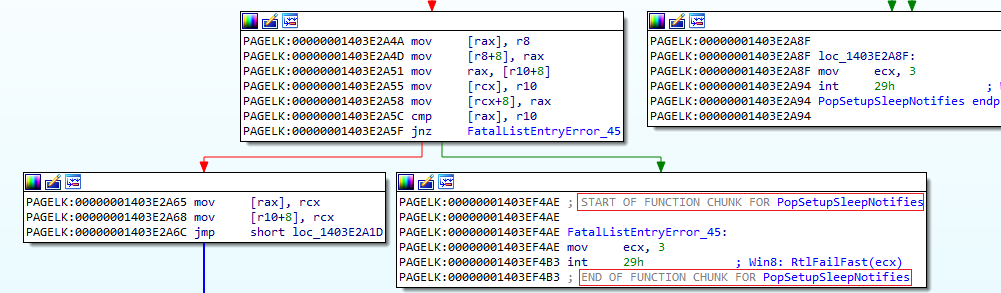 PAGELK:00000001403E2A4A mov [rax], r8
PAGELK:00000001403E2A4D mov [r8+8], rax
PAGELK:00000001403E2A51 mov rax, [r10+8]
PAGELK:00000001403E2A55 mov [rcx], r10
PAGELK:00000001403E2A58 mov [rcx+8], rax
PAGELK:00000001403E2A5C cmp [rax], r10
PAGELK:00000001403E2A5F jnz FatalListEntryError_45
PAGELK:00000001403E2A8F
PAGELK:00000001403E2A8F loc_1403E2A8F:
PAGELK:00000001403E2A8F mov ecx, 3
PAGELK:00000001403E2A94 int 29h ;
PAGELK:00000001403E2A94 PopSetupSleepNotifies endp
PAGELK:00000001403E2A94
PAGELK:00000001403E2A65 mov [rax], rcx
PAGELK:00000001403E2A68 mov [r10+8], rcx
PAGELK:00000001403E2A6C jmp short loc_1403E2A1D
PAGELK:00000001403EF4AE ; START OF FUNCTION CHUNK FOR PopSetupSleepNotifies
PAGELK:00000001403EF4AE
PAGELK:00000001403EF4AE FatalListEntryError_45:
PAGELK:00000001403EF4AE mov ecx, 3
PAGELK:00000001403EF4B3 int 29h ; Win8: RtlFailFast(ecx)
PAGELK:00000001403EF4B3 ; END OF FUNCTION CHUNK FOR PopSetupSleepNotifies